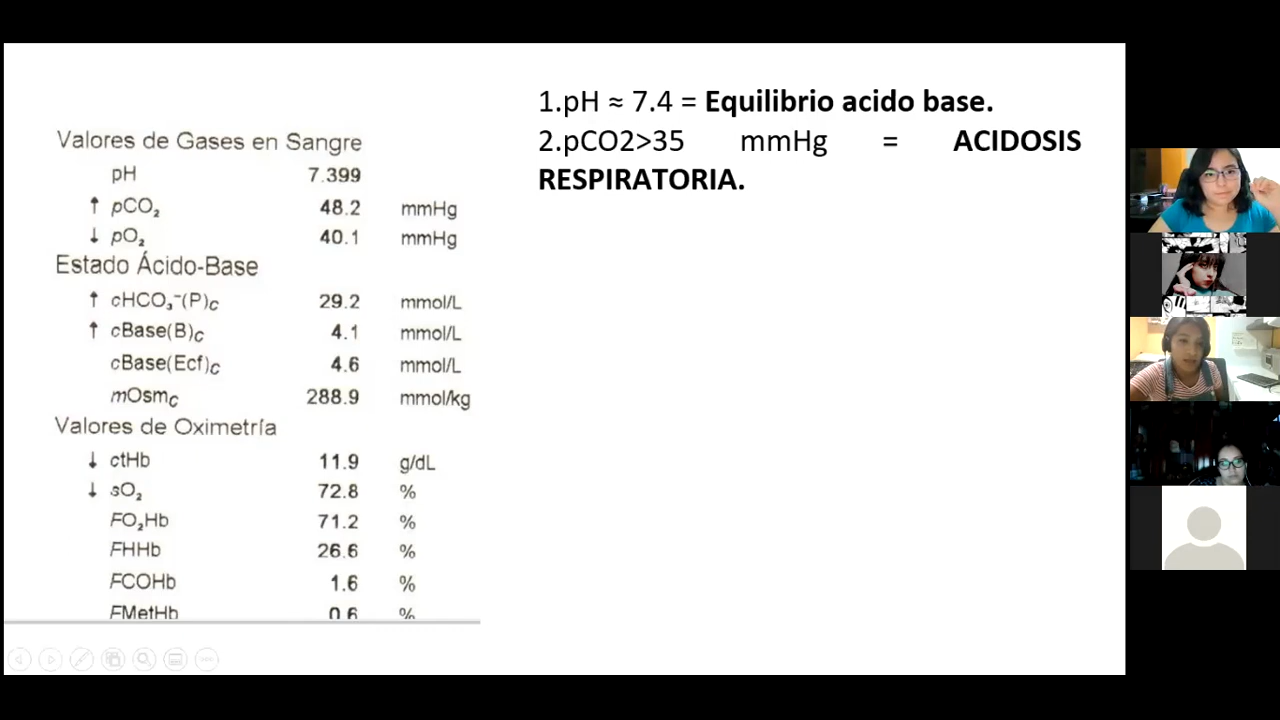 1.pH ≈ 7.4 = Equilibrio acido base.
2.pCO2>35 mmHg = ACIDOSIS
RESPIRATORIA.
Valores de Gases en Sangre
pH 7.399
↑ pCO₂ 48.2 mmHg
↓ pO₂ 40.1 mmHg
Estado Ácido-Base
↑ cHCO₃⁻(P)c 29.2 mmol/L
↑ cBase(B)c 4.1 mmol/L
cBase(Ecf)c 4.6 mmol/L
mOsmc 288.9 mmol/kg
Valores de Oximetría
↓ ctHb 11.9 g/dL
↓ sO₂ 72.8 %
FO₂Hb 71.2 %
FHHb 26.6 %
FCOHb 1.6 %
FMetHb 0.6 %